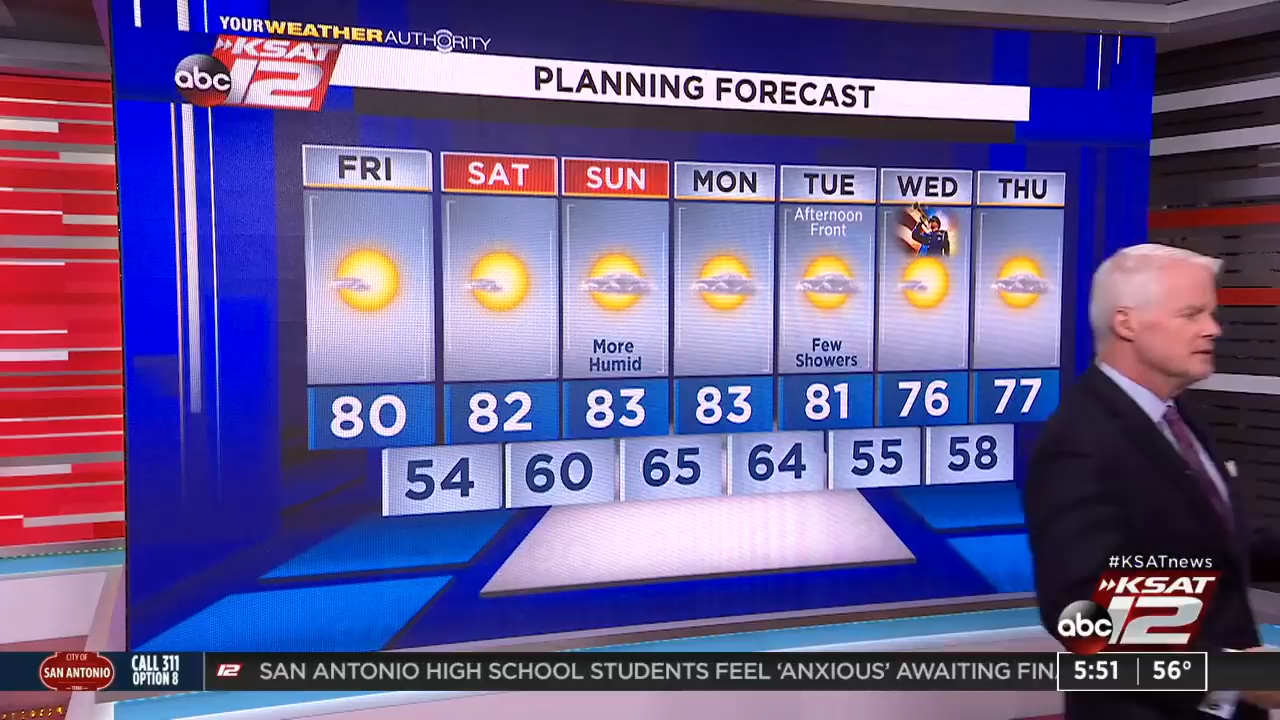 YOUR WEATHER AUTHORITY
»KSAT
abc 12
PLANNING FORECAST
FRI SAT SUN MON TUE WED THU
Afternoon
Front
More
Humid
Few
Showers
80 82 83 83 81 76 77
54 60 65 64 55 58
#KSATnews
»KSAT
abc 12
CITY OF
SAN ANTONIO
TEXAS
CALL 311
OPTION 8
12 SAN ANTONIO HIGH SCHOOL STUDENTS FEEL ‘ANXIOUS’ AWAITING FIN
5:51 56°